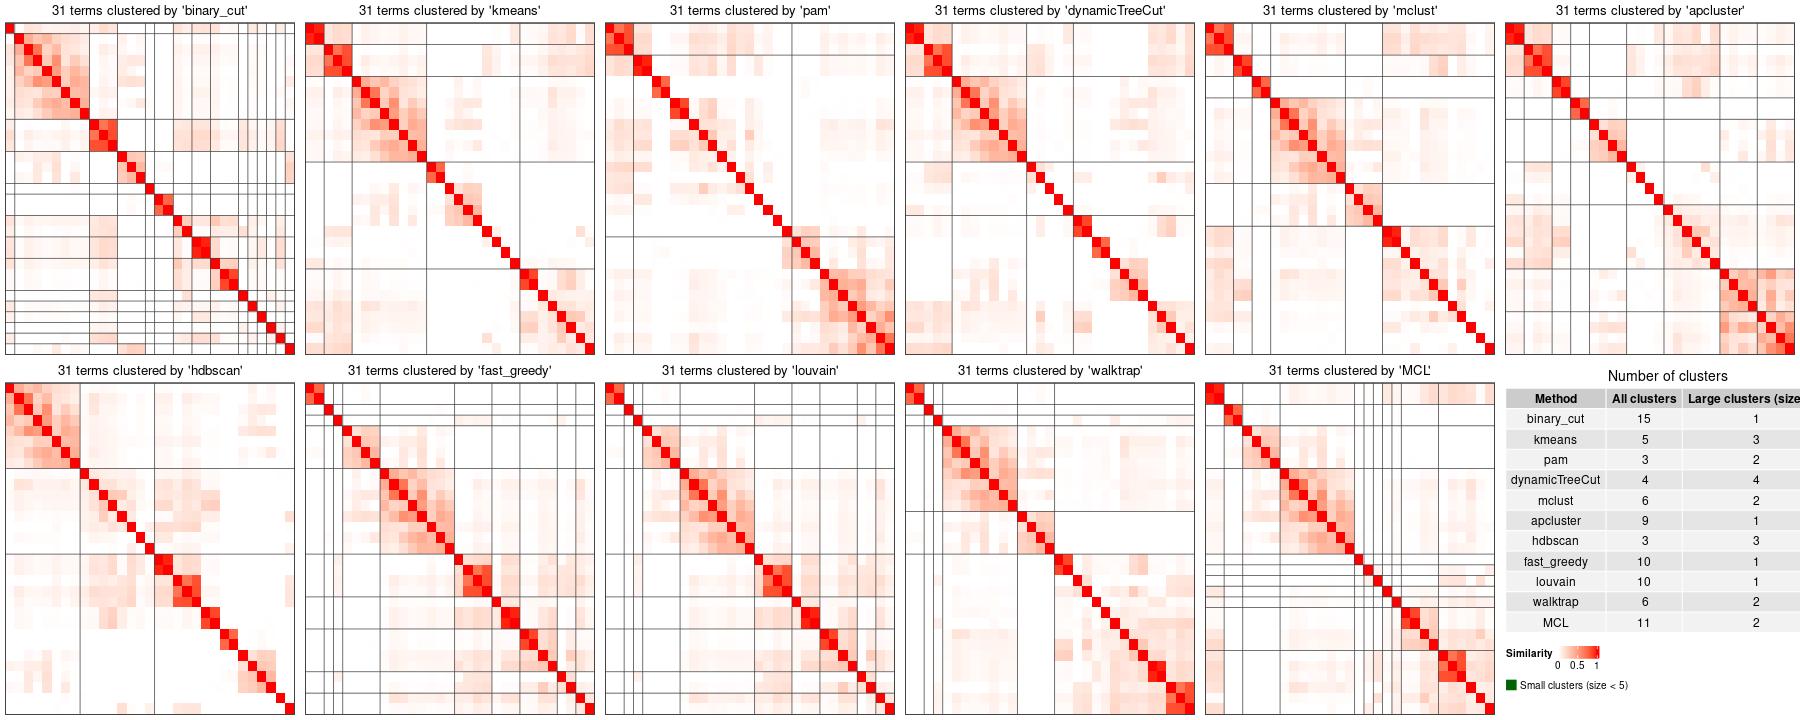 31 terms clustered by 'binary_cut'
31 terms clustered by 'kmeans'
31 terms clustered by 'pam'
31 terms clustered by 'dynamicTreeCut'
31 terms clustered by 'mclust'
31 terms clustered by 'apcluster'
31 terms clustered by 'hdbscan'
31 terms clustered by 'fast_greedy'
31 terms clustered by 'louvain'
31 terms clustered by 'walktrap'
31 terms clustered by 'MCL'
Number of clusters
Method All clusters Large clusters (size
binary_cut 15 1
kmeans 5 3
pam 3 2
dynamicTreeCut 4 4
mclust 6 2
apcluster 9 1
hdbscan 3 3
fast_greedy 10 1
louvain 10 1
walktrap 6 2
MCL 11 2
Similarity
0 0.5 1
Small clusters (size < 5)